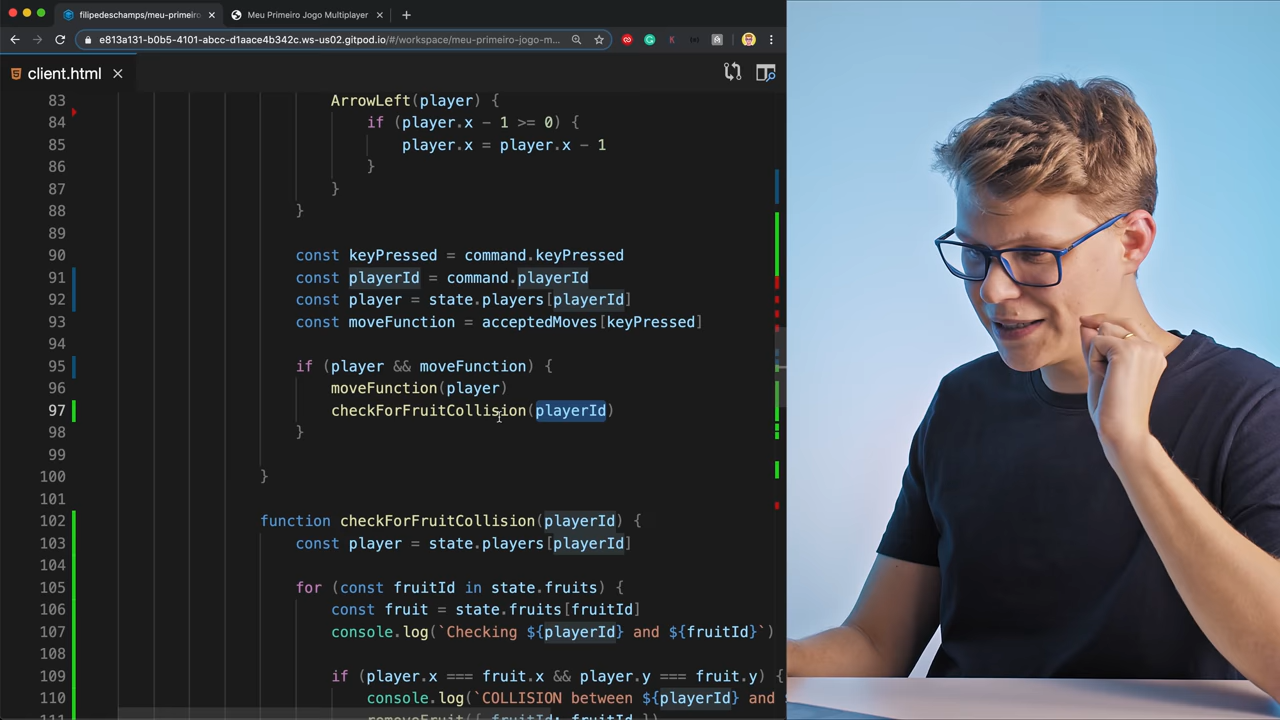 filipedeschamps/meu-primeiro
Meu Primeiro Jogo Multiplayer
e813a131-b0b5-4101-abcc-d1aace4b342c.ws-us02.gitpod.io/#/workspace/meu-primeiro-jogo-m...
client.html
83 ArrowLeft(player) {
84 if (player.x - 1 >= 0) {
85 player.x = player.x - 1
86 }
87 }
88 }
89
90 const keyPressed = command.keyPressed
91 const playerId = command.playerId
92 const player = state.players[playerId]
93 const moveFunction = acceptedMoves[keyPressed]
94
95 if (player && moveFunction) {
96 moveFunction(player)
97 checkForFruitCollision(playerId)
98 }
99
100 }
101
102 function checkForFruitCollision(playerId) {
103 const player = state.players[playerId]
104
105 for (const fruitId in state.fruits) {
106 const fruit = state.fruits[fruitId]
107 console.log(`Checking ${playerId} and ${fruitId}`)
108
109 if (player.x === fruit.x && player.y === fruit.y) {
110 console.log(`COLLISION between ${playerId} and
111 removeFruit({ fruitId: fruitId })